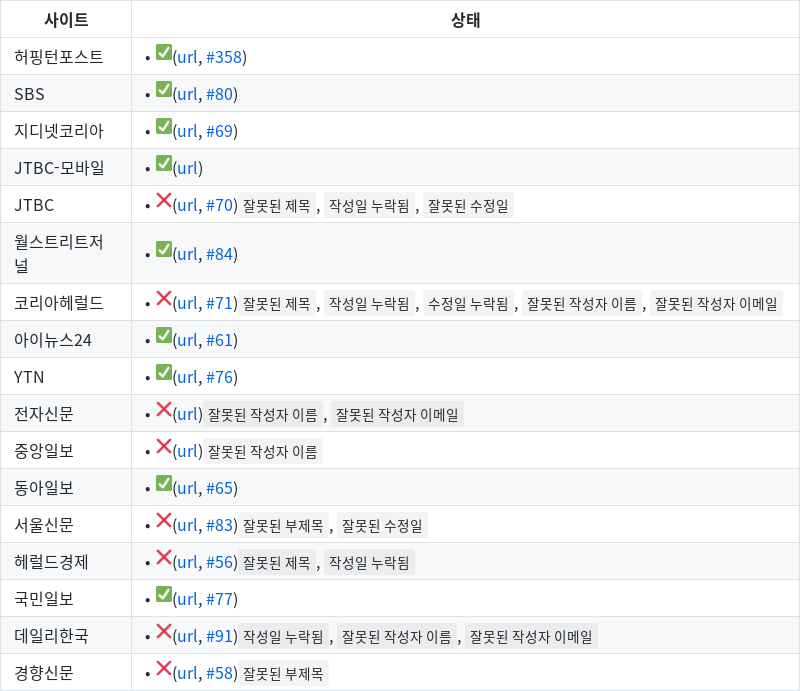 사이트 상태
허핑턴포스트 • ✅(url, #358)
SBS • ✅(url, #80)
지디넷코리아 • ✅(url, #69)
JTBC-모바일 • ✅(url)
JTBC • ❌(url, #70) 잘못된 제목 , 작성일 누락됨 , 잘못된 수정일
월스트리트저
널 • ✅(url, #84)
코리아헤럴드 • ❌(url, #71) 잘못된 제목 , 작성일 누락됨 , 수정일 누락됨 , 잘못된 작성자 이름 , 잘못된 작성자 이메일
아이뉴스24 • ✅(url, #61)
YTN • ✅(url, #76)
전자신문 • ❌(url) 잘못된 작성자 이름 , 잘못된 작성자 이메일
중앙일보 • ❌(url) 잘못된 작성자 이름
동아일보 • ✅(url, #65)
서울신문 • ❌(url, #83) 잘못된 부제목 , 잘못된 수정일
헤럴드경제 • ❌(url, #56) 잘못된 제목 , 작성일 누락됨
국민일보 • ✅(url, #77)
데일리한국 • ❌(url, #91) 작성일 누락됨 , 잘못된 작성자 이름 , 잘못된 작성자 이메일
경향신문 • ❌(url, #58) 잘못된 부제목